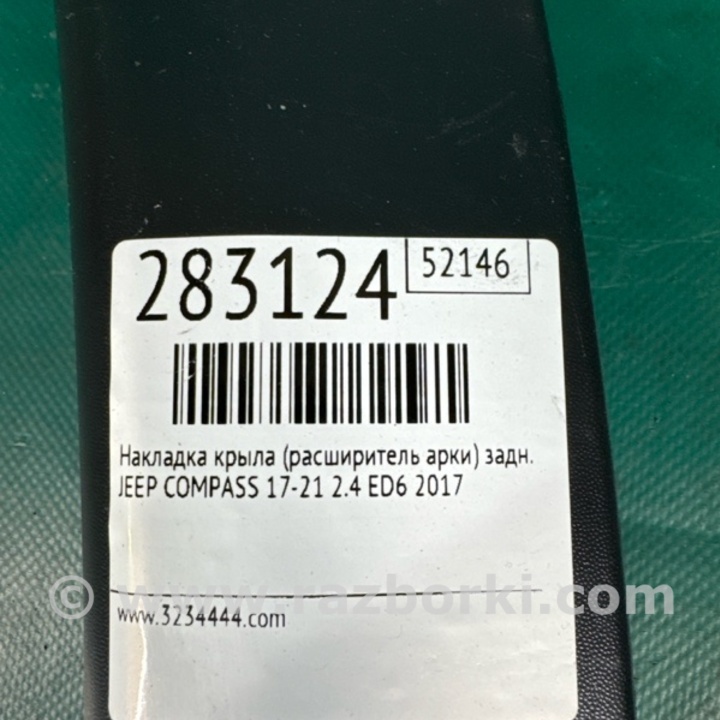 283124
52146
Накладка крыла (расширитель арки) задн.
JEEP COMPASS 17-21 2.4 ED6 2017
© www.razborki.com
www.3234444.com